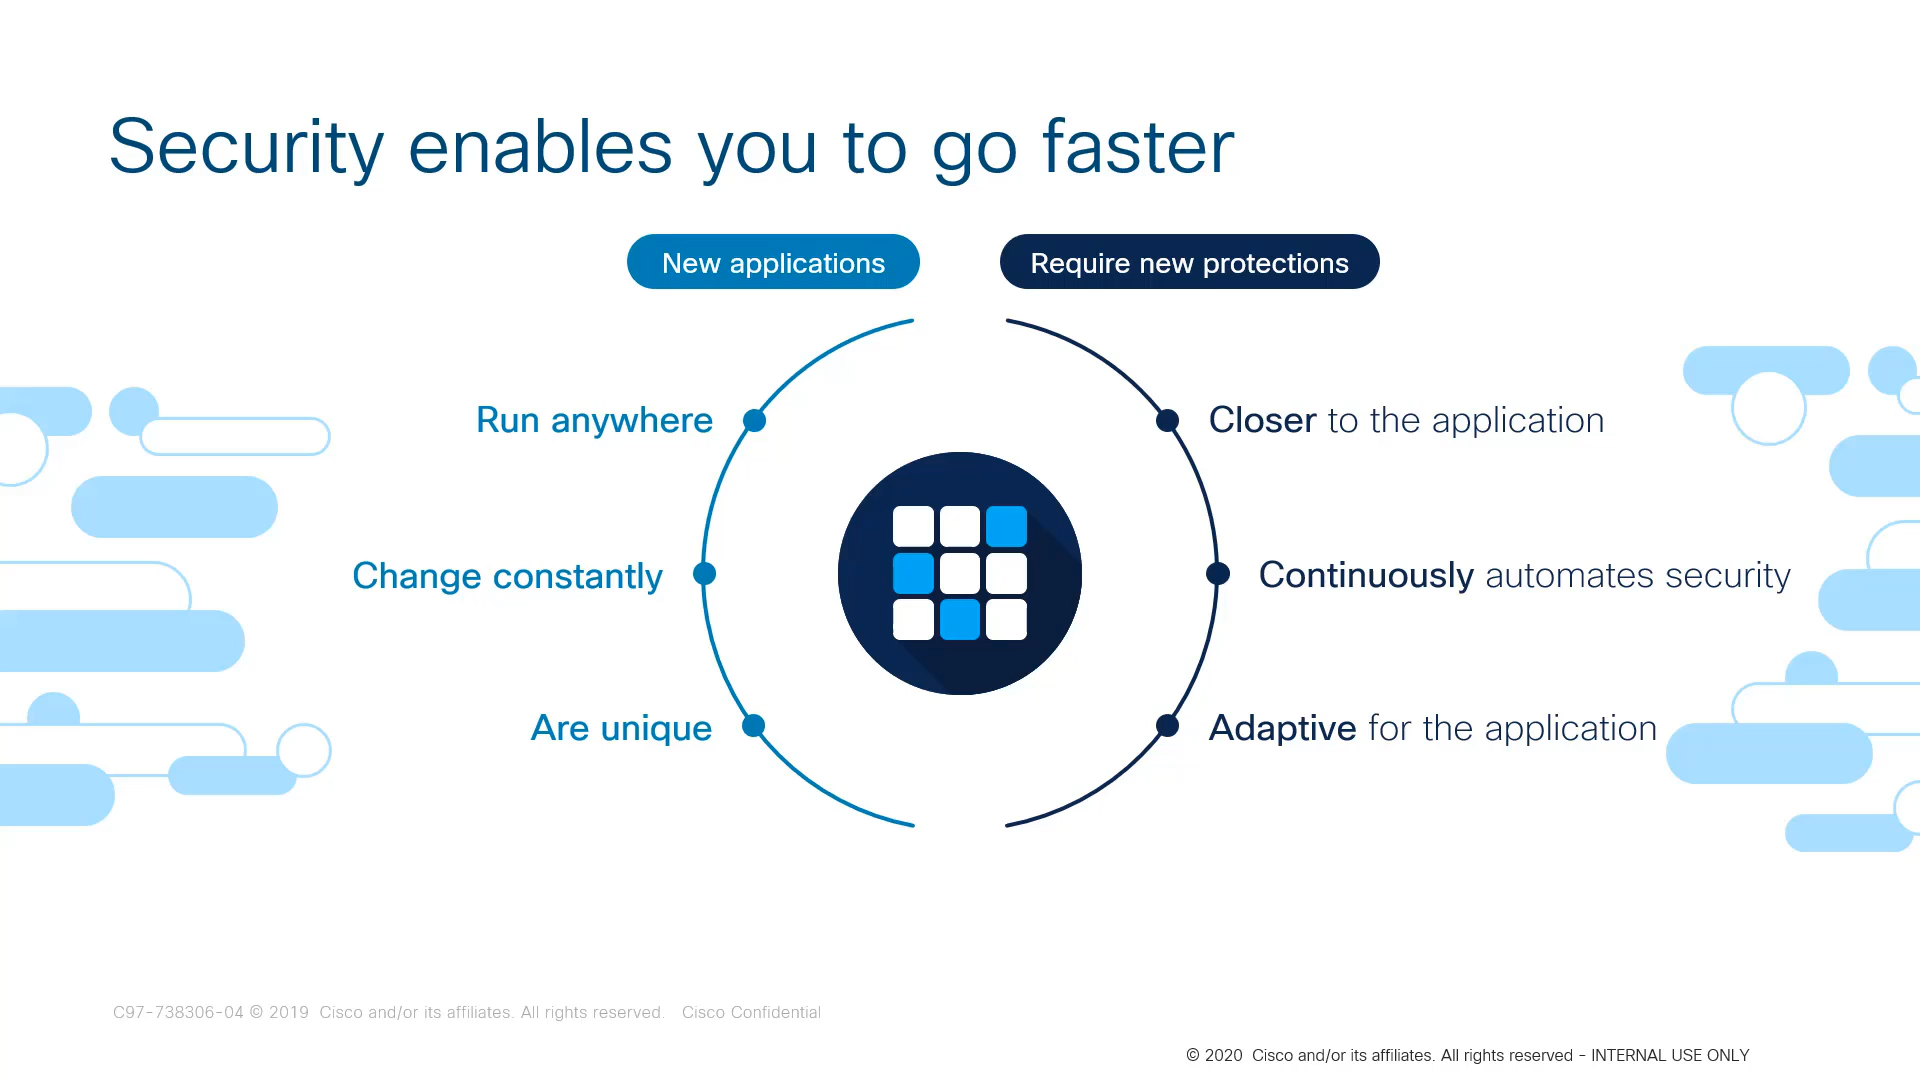 Security enables you to go faster
New applications
Require new protections
Run anywhere
Closer to the application
Change constantly
Continuously automates security
Are unique
Adaptive for the application
C97-738306-04 © 2019 Cisco and/or its affiliates. All rights reserved. Cisco Confidential
© 2020 Cisco and/or its affiliates. All rights reserved - INTERNAL USE ONLY